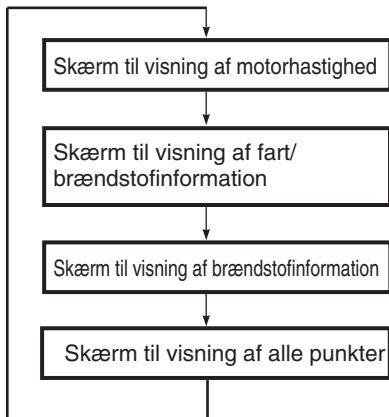 Skærm til visning af motorhastighed
Skærm til visning af fart/
brændstofinformation
Skærm til visning af brændstofinformation
Skærm til visning af alle punkter